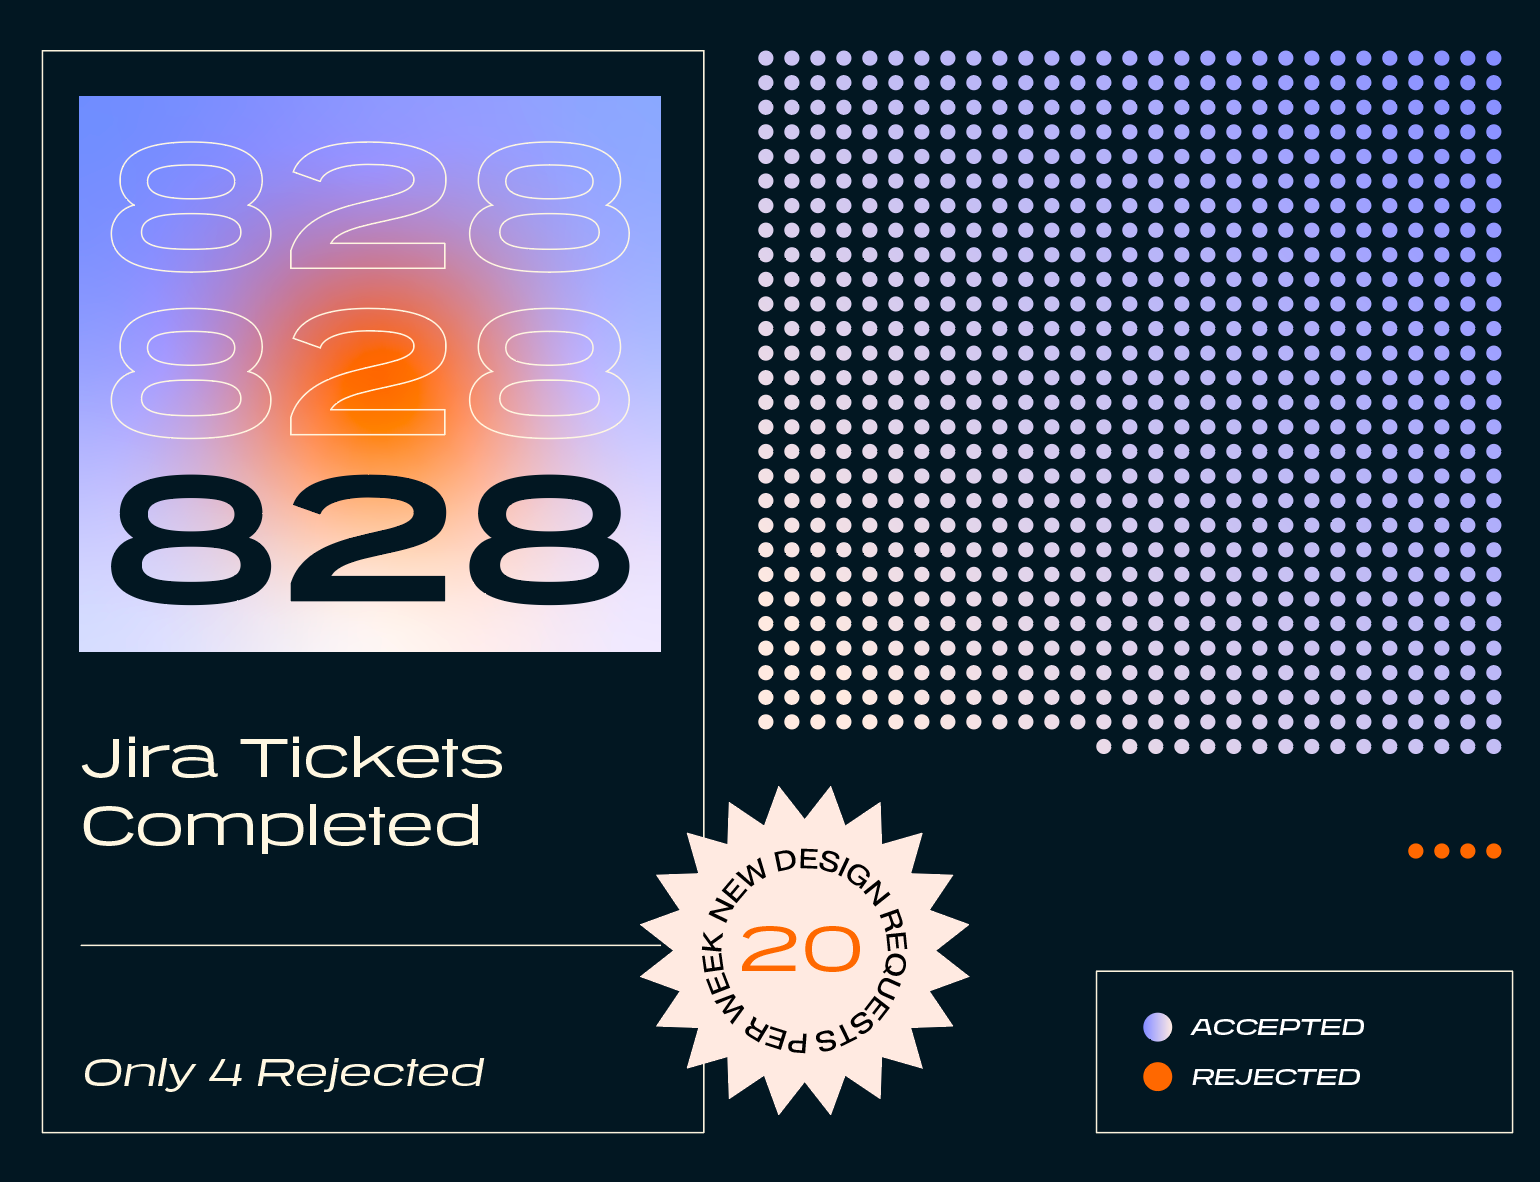 828
828
828
Jira Tickets
Completed
Only 4 Rejected
NEW DESIGN REQUESTS PER WEEK
20
ACCEPTED
REJECTED